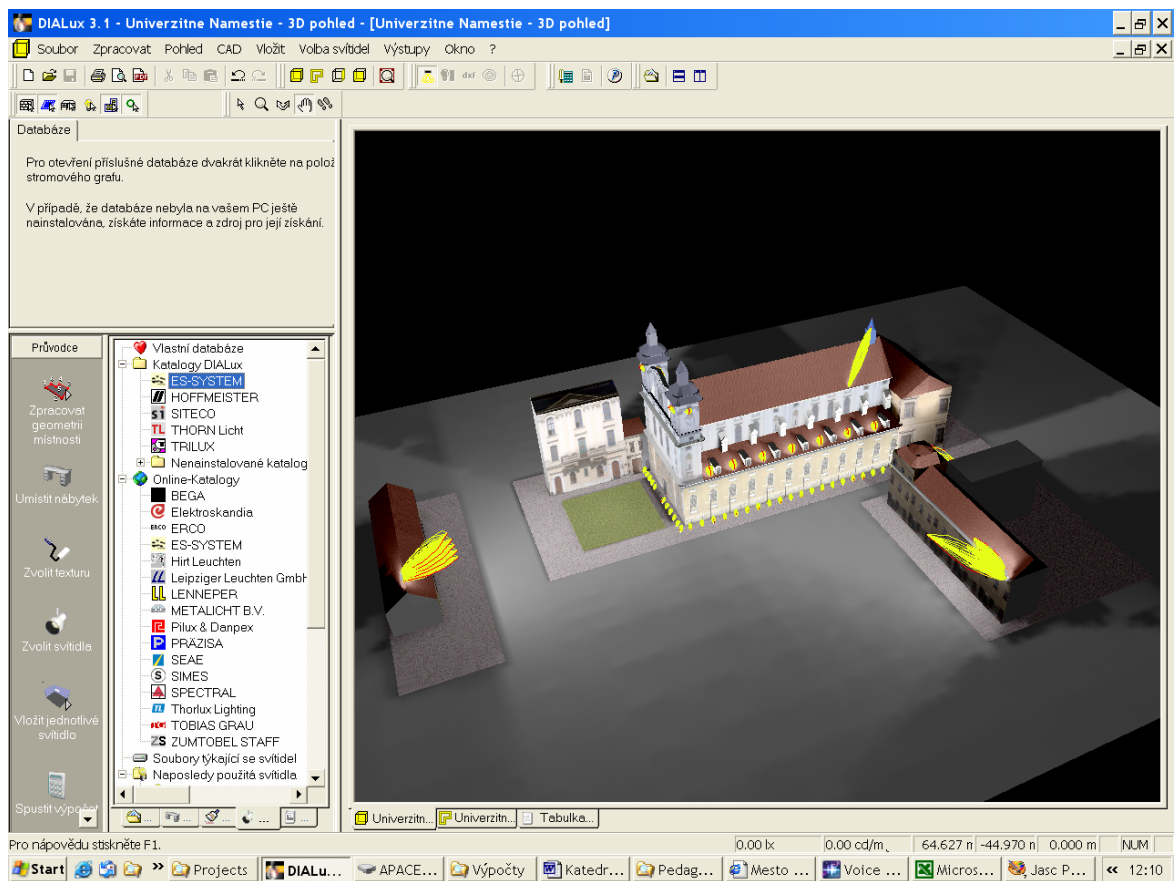 DIALux 3.1 - Univerzitne Namestie - 3D pohled - [Univerzitne Namestie - 3D pohled]
Soubor Zpracovat Pohled CAD Vložit Volba svítidel Výstupy Okno ?
dxf
Databáze
Pro otevření příslušné databáze dvakrát klikněte na polož
stromového grafu.
V případě, že databáze nebyla na vašem PC ještě
nainstalována, získáte informace a zdroj pro její získání.
Průvodce
Zpracovat
geometrii
místnosti
Umístit nábytek
Zvolit texturu
Zvolit svítidla
Vložit jednotlivé
svítidlo
Spustit výpočet
Vlastní databáze
Katalogy DIALux
ES-SYSTEM
HOFFMEISTER
SITECO
TL THORN Licht
TRILUX
Nenainstalované katalog
Online-Katalogy
BEGA
Elektroskandia
ERCO ERCO
ES-SYSTEM
Hirt Leuchten
Leipziger Leuchten GmbH
LENNEPER
METALICHT B.V.
Pilux & Danpex
P PRÄZISA
SEAE
S SIMES
SPECTRAL
TL Thorlux Lighting
TOBIAS GRAU
ZS ZUMTOBEL STAFF
Soubory týkající se svítidel
Naposledy použitá svítidla
... ... ... ... ...
Univerzitn... Univerzitn... Tabulka...
Pro nápovědu stiskněte F1.
0.00 lx 0.00 cd/m 64.627 n -44.970 n 0.000 m NUM
Start » Projects DIALu... APACE... Výpočty Katedr... Pedag... Mesto ... Voice ... Micros... Jasc P... « 12:10